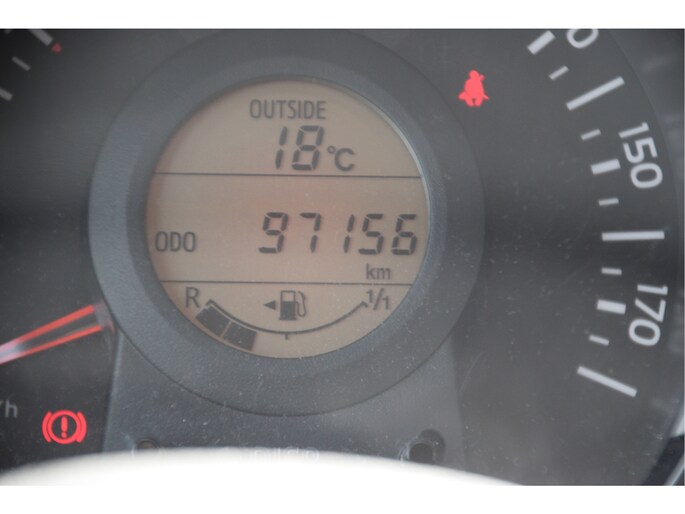 OUTSIDE
18°C
ODO 97156
km
R 1/1
150
170
/h